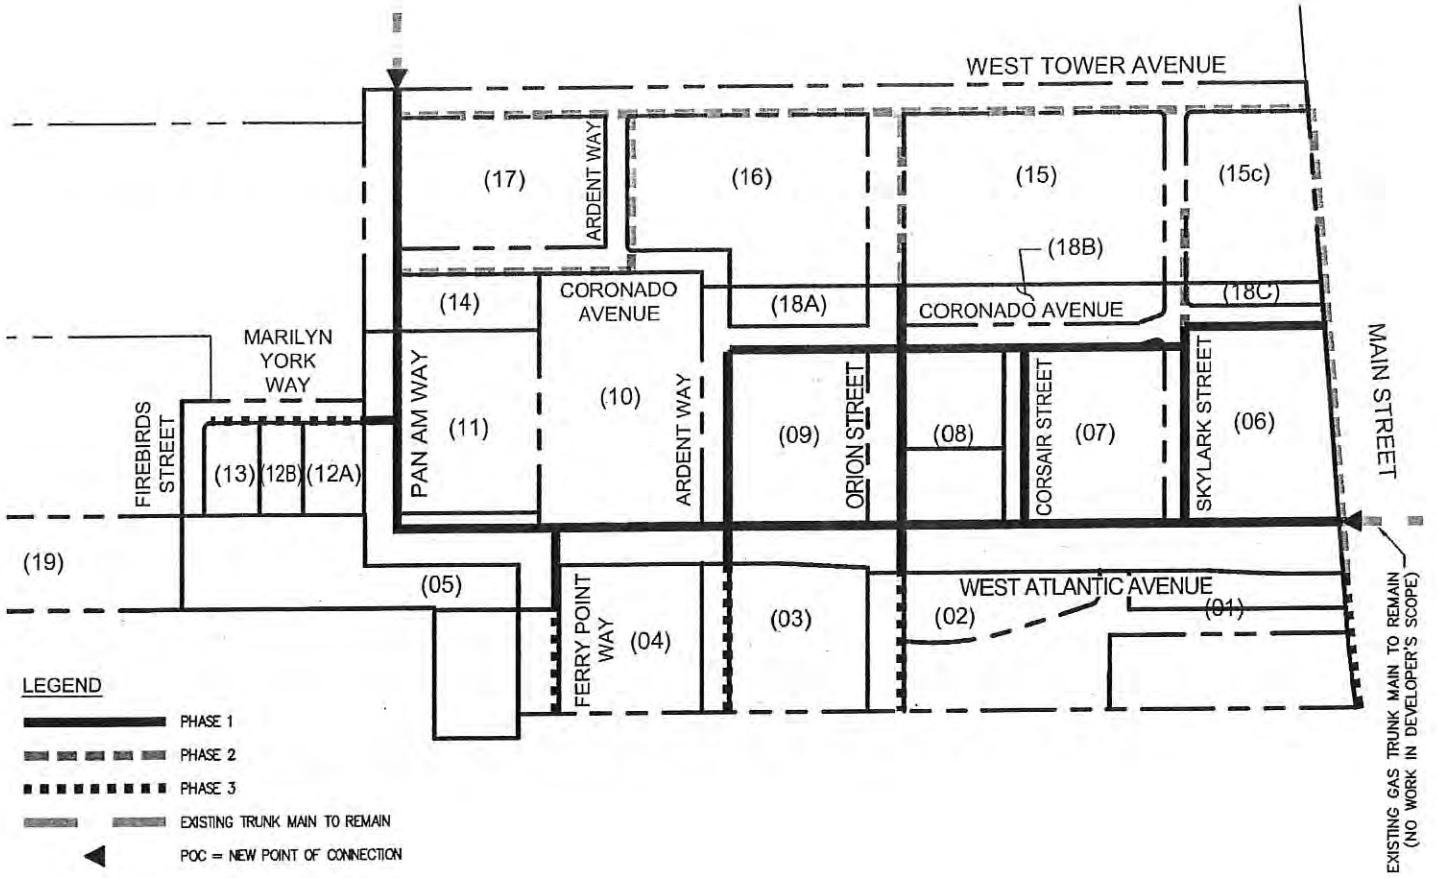 WEST TOWER AVENUE
(17)
ARDENT WAY
(16)
(15)
(15c)
(18B)
(14)
CORONADO
AVENUE
(18A)
CORONADO AVENUE
(18C)
MARILYN
YORK
WAY
PAN AM WAY
(11)
(10)
ARDENT WAY
(09)
ORION STREET
(08)
CORSAIR STREET
(07)
SKYLARK STREET
(06)
MAIN STREET
FIREBIRDS
STREET
(13)
(12B)
(12A)
(19)
(05)
FERRY POINT
WAY
(04)
(03)
(02)
WEST ATLANTIC AVENUE
(01)
LEGEND
PHASE 1
PHASE 2
PHASE 3
EXISTING TRUNK MAIN TO REMAIN
POC = NEW POINT OF CONNECTION
EXISTING GAS TRUNK MAIN TO REMAIN
(NO WORK IN DEVELOPER'S SCOPE)